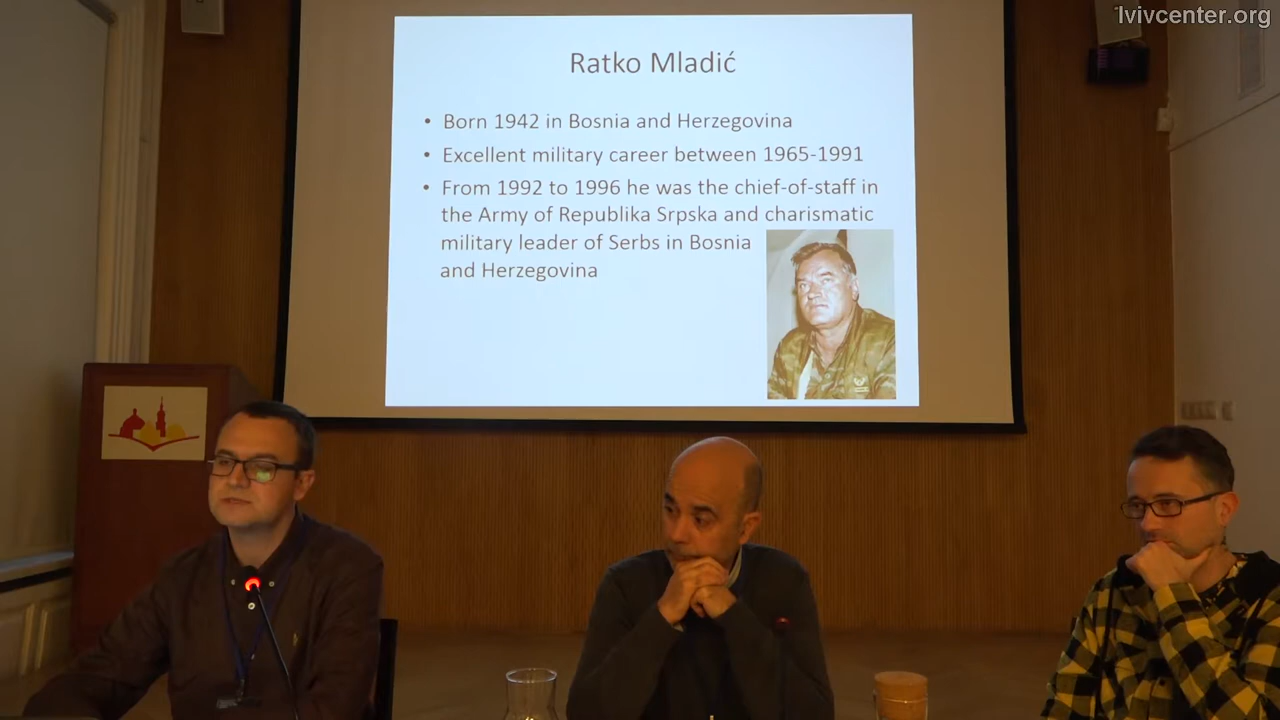 lvivcenter.org
Ratko Mladić
• Born 1942 in Bosnia and Herzegovina
• Excellent military career between 1965-1991
• From 1992 to 1996 he was the chief-of-staff in
the Army of Republika Srpska and charismatic
military leader of Serbs in Bosnia
and Herzegovina